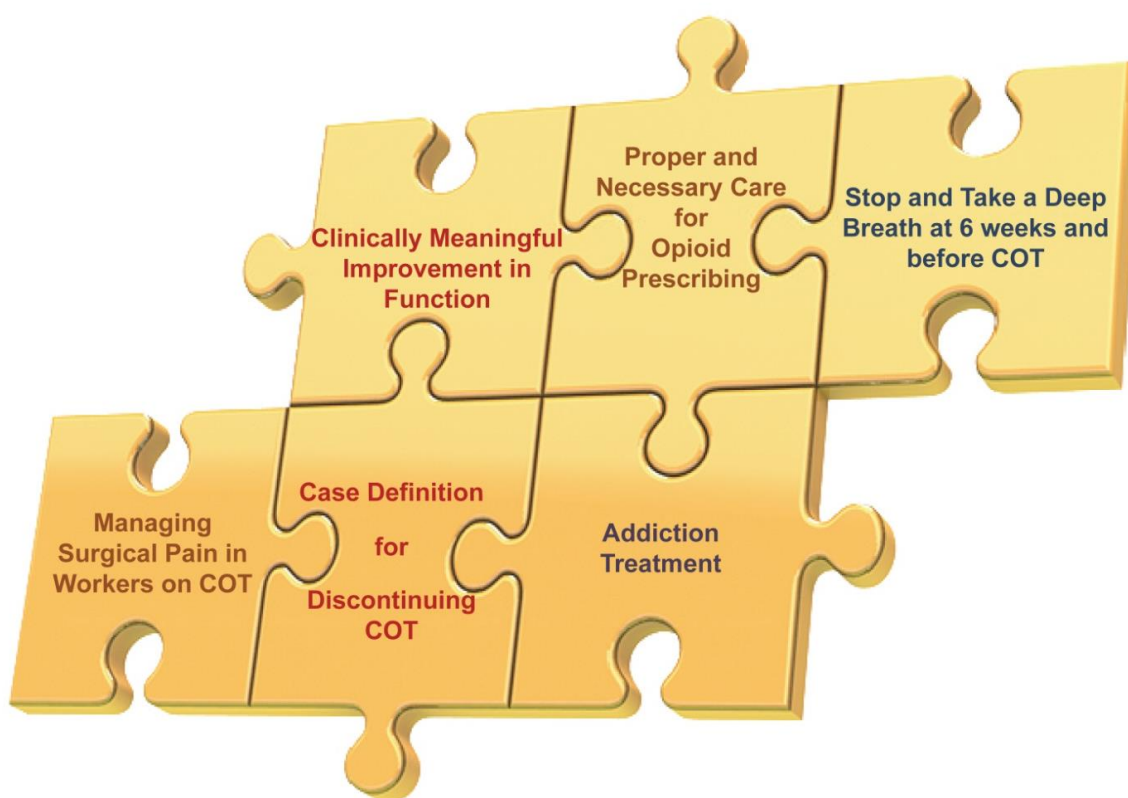 Clinically Meaningful
Improvement in
Function
Proper and
Necessary Care
for
Opioid
Prescribing
Stop and Take a Deep
Breath at 6 weeks and
before COT
Managing
Surgical Pain in
Workers on COT
Case Definition
for
Discontinuing
COT
Addiction
Treatment